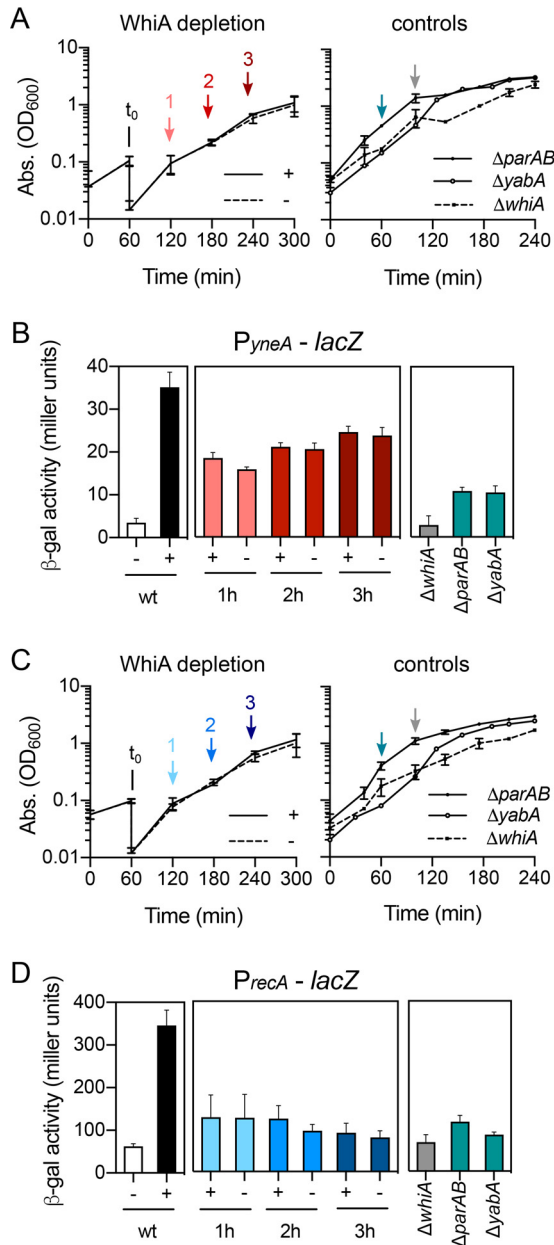 A
WhiA depletion
controls
Abs. (OD600)
10
1
0.1
0.01
t0
1
2
3
+
-
0 60 120 180 240 300
Time (min)
ΔparAB
ΔyabA
ΔwhiA
0 60 120 180 240
Time (min)
B
PyneA - lacZ
β-gal activity (miller units)
40
30
20
10
0
- + + - + - + -
wt 1h 2h 3h
ΔwhiA ΔparAB ΔyabA
C
WhiA depletion
controls
Abs. (OD600)
10
1
0.1
0.01
t0
1
2
3
+
-
0 60 120 180 240 300
Time (min)
ΔparAB
ΔyabA
ΔwhiA
0 60 120 180 240
Time (min)
D
PrecA - lacZ
β-gal activity (miller units)
400
300
200
100
0
- + + - + - + -
wt 1h 2h 3h
ΔwhiA ΔparAB ΔyabA